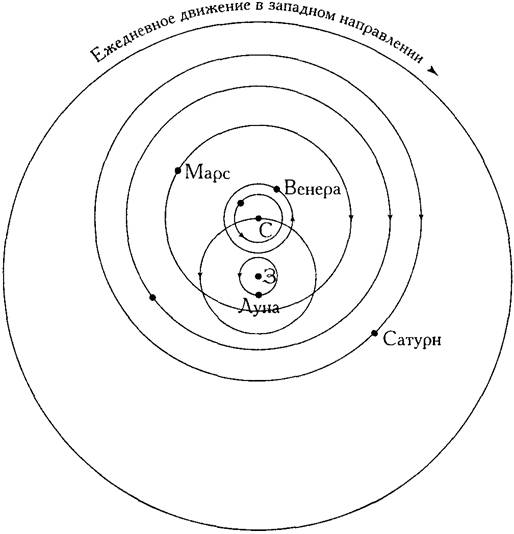 Ежедневное движение в западном направлении
Марс
Венера
С
З
Луна
Сатурн